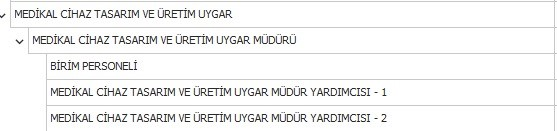 MEDİKAL CİHAZ TASARIM VE ÜRETİM UYGAR
MEDİKAL CİHAZ TASARIM VE ÜRETİM UYGAR MÜDÜRÜ
BİRİM PERSONELİ
MEDİKAL CİHAZ TASARIM VE ÜRETİM UYGAR MÜDÜR YARDIMCISI - 1
MEDİKAL CİHAZ TASARIM VE ÜRETİM UYGAR MÜDÜR YARDIMCISI - 2